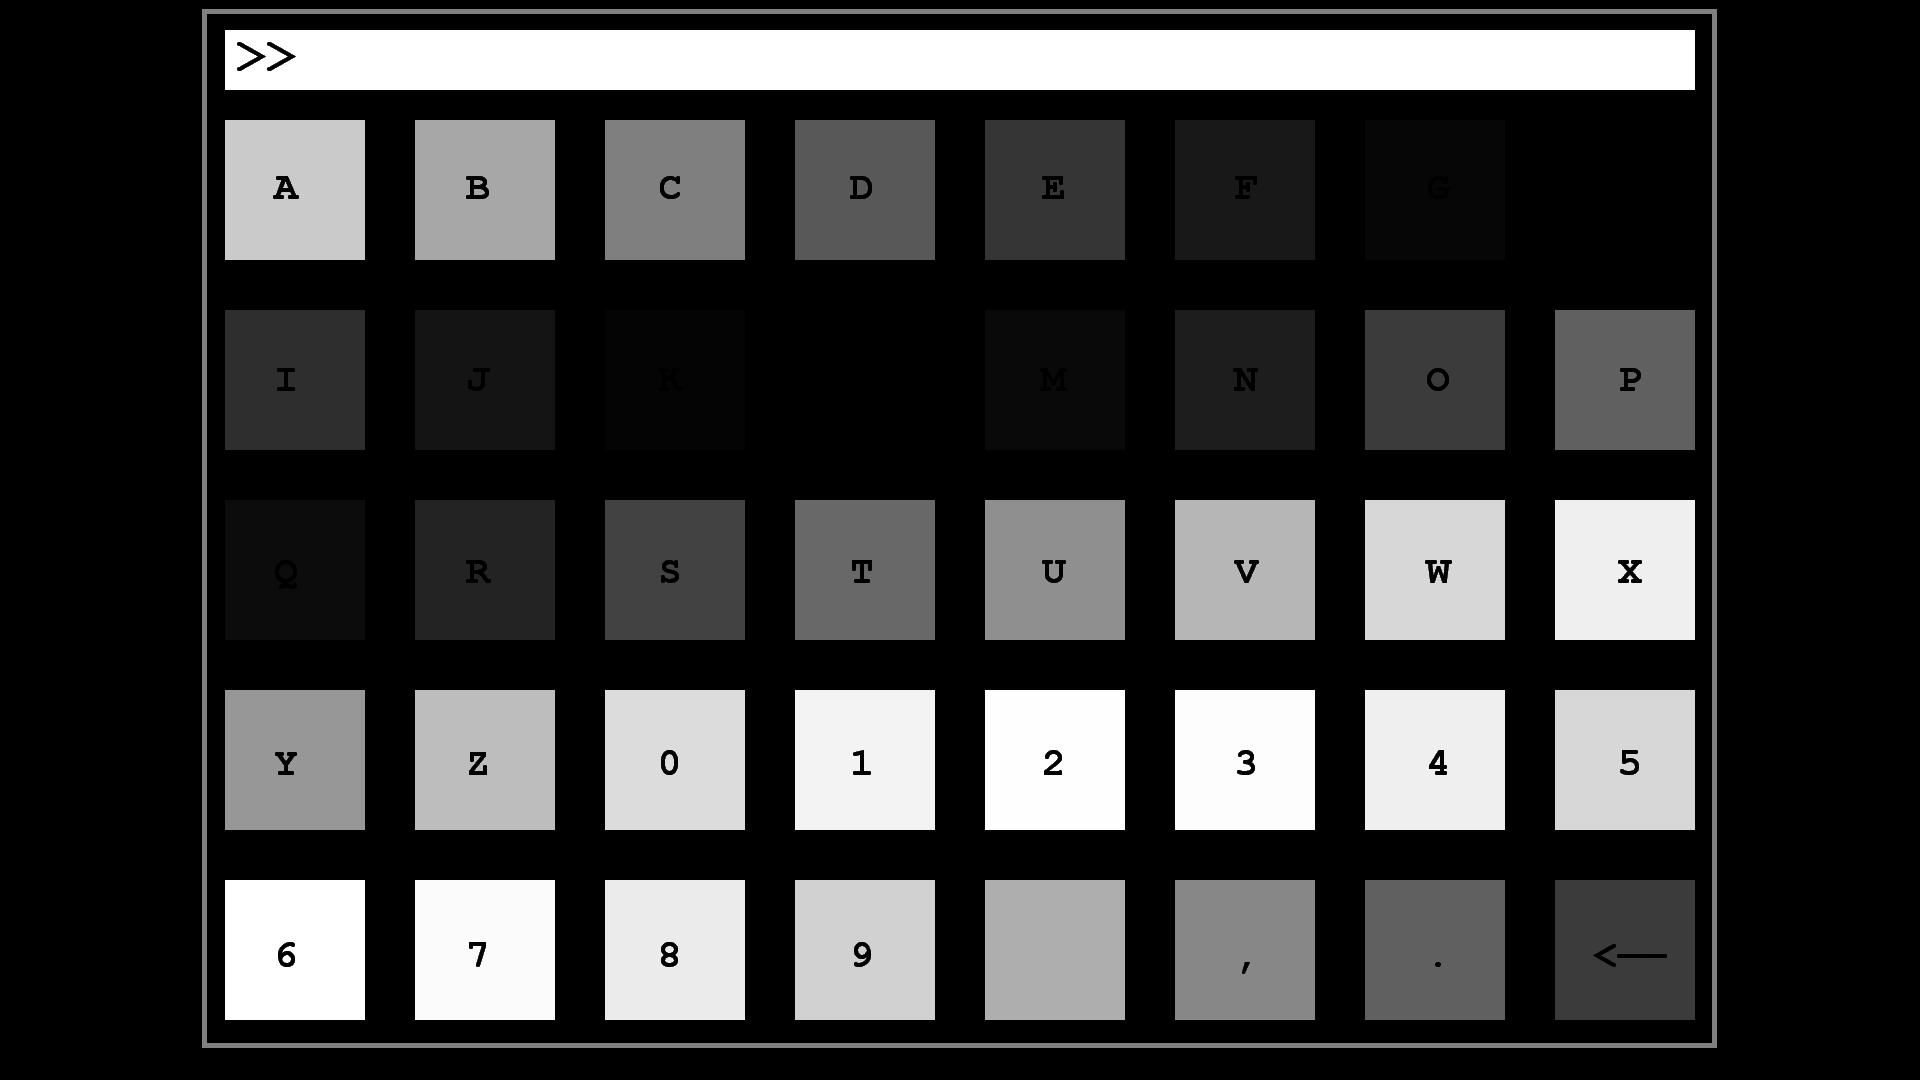 >>
A B C D E F G
I J K M N O P
Q R S T U V W X
Y Z 0 1 2 3 4 5
6 7 8 9 , . <—